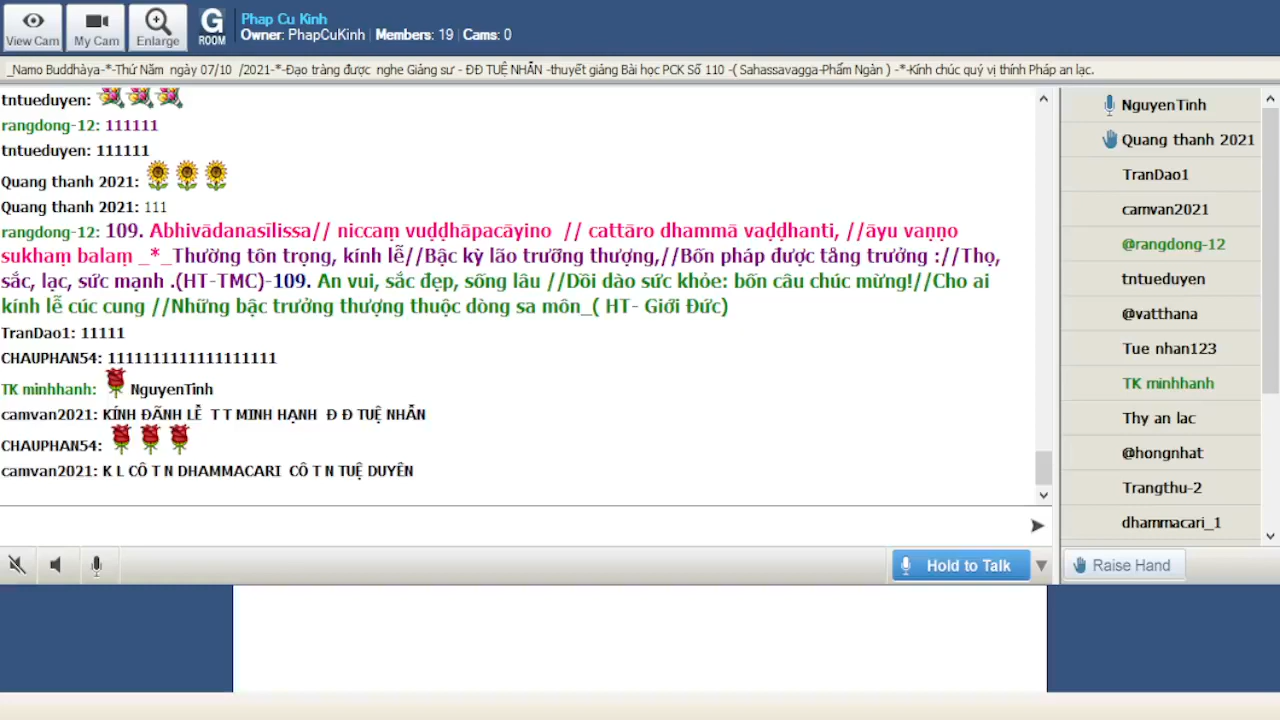 View Cam
My Cam
Enlarge
G
ROOM
Phap Cu Kinh
Owner: PhapCuKinh | Members: 19 | Cams: 0
_Namo Buddhàya-*-Thứ Năm ngày 07/10 /2021-*-Đạo tràng được nghe Giảng sư - ĐĐ TUỆ NHẪN -thuyết giảng Bài học PCK Số 110 -( Sahassavagga-Phẩm Ngàn ) -*-Kính chúc quý vị thính Pháp an lạc.
tntueduyen:
rangdong-12: 111111
tntueduyen: 111111
Quang thanh 2021:
Quang thanh 2021: 111
rangdong-12: 109. Abhivādanasīlissa// niccaṃ vuḍḍhāpacāyino // cattāro dhammā vaḍḍhanti, //āyu vaṇṇo
sukhaṃ balaṃ _*_Thường tôn trọng, kính lễ//Bậc kỳ lão trưỡng thượng,//Bốn pháp được tăng trưởng ://Thọ,
sắc, lạc, sức mạnh .(HT-TMC)-109. An vui, sắc đẹp, sống lâu //Dồi dào sức khỏe: bốn câu chúc mừng!//Cho ai
kính lễ cúc cung //Những bậc trưởng thượng thuộc dòng sa môn_( HT- Giới Đức)
TranDao1: 11111
CHAUPHAN54: 1111111111111111111
TK minhhanh: NguyenTinh
camvan2021: KÍNH ĐÃNH LỄ T T MINH HẠNH Đ Đ TUỆ NHẪN
CHAUPHAN54:
camvan2021: K L CÔ T N DHAMMACARI CÔ T N TUỆ DUYÊN
Hold to Talk
NguyenTinh
Quang thanh 2021
TranDao1
camvan2021
@rangdong-12
tntueduyen
@vatthana
Tue nhan123
TK minhhanh
Thy an lac
@hongnhat
Trangthu-2
dhammacari_1
Raise Hand